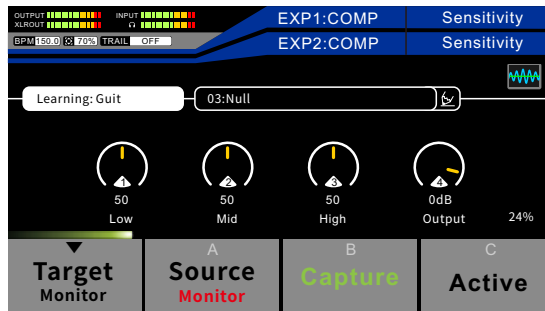 OUTPUT INPUT EXP1:COMP Sensitivity
XLROUT
BPM 150.0 70% TRAIL OFF EXP2:COMP Sensitivity
Learning: Guit 03:Null
1 2 3 4
50 50 50 0dB
Low Mid High Output 24%
A B C
Target Source Capture Active
Monitor Monitor